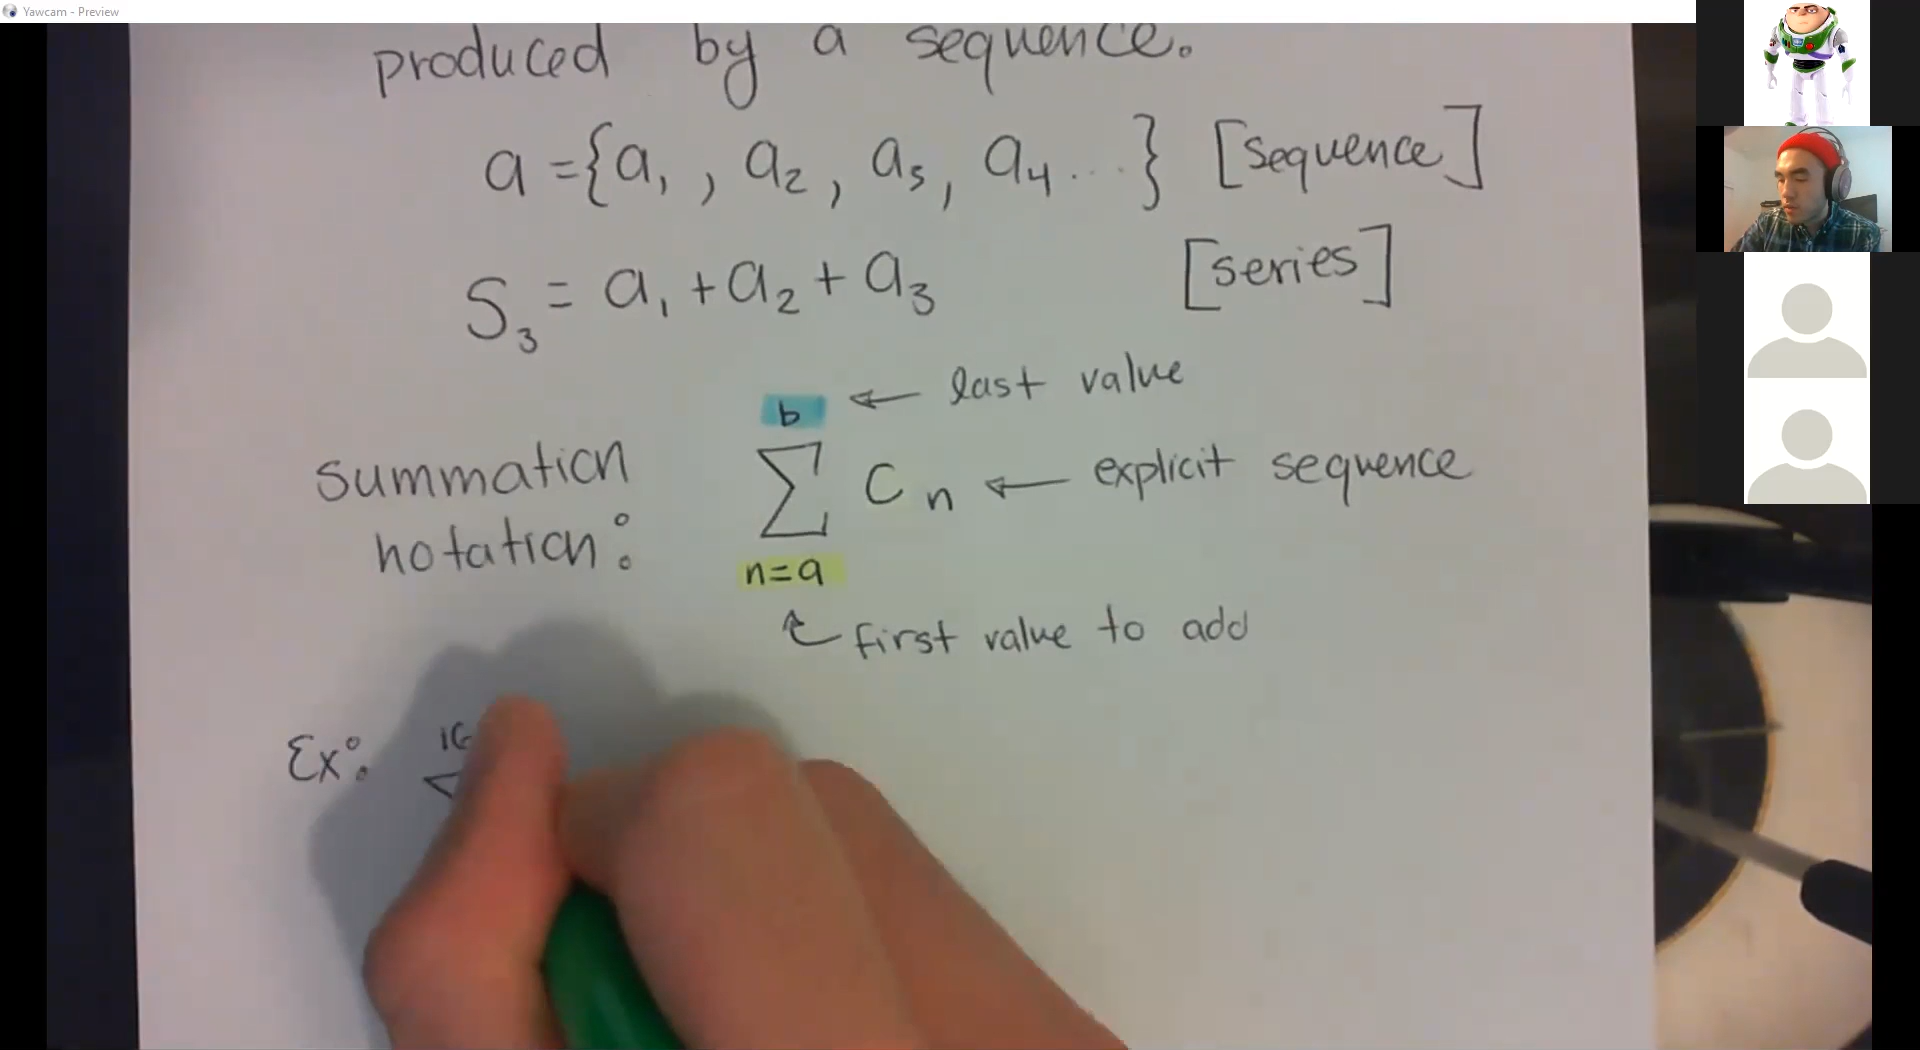 Yawcam - Preview
produced by a sequence.
a = {a₁, a₂, a₃, a₄ ... } [sequence]
S₃ = a₁ + a₂ + a₃ [series]
b ← last value
summation
notation:
∑ C n ← explicit sequence
n=a
first value to add
Ex: